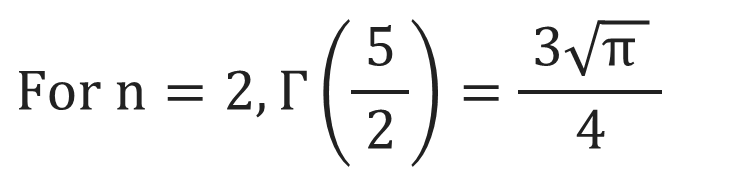 For n = 2, Γ(5/2) = 3√π/4